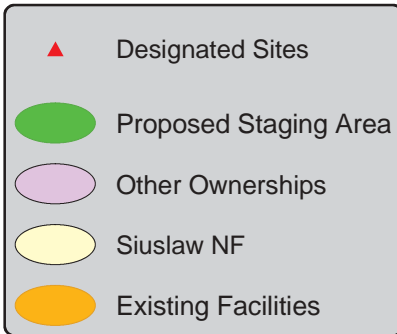 Designated Sites
Proposed Staging Area
Other Ownerships
Siuslaw NF
Existing Facilities